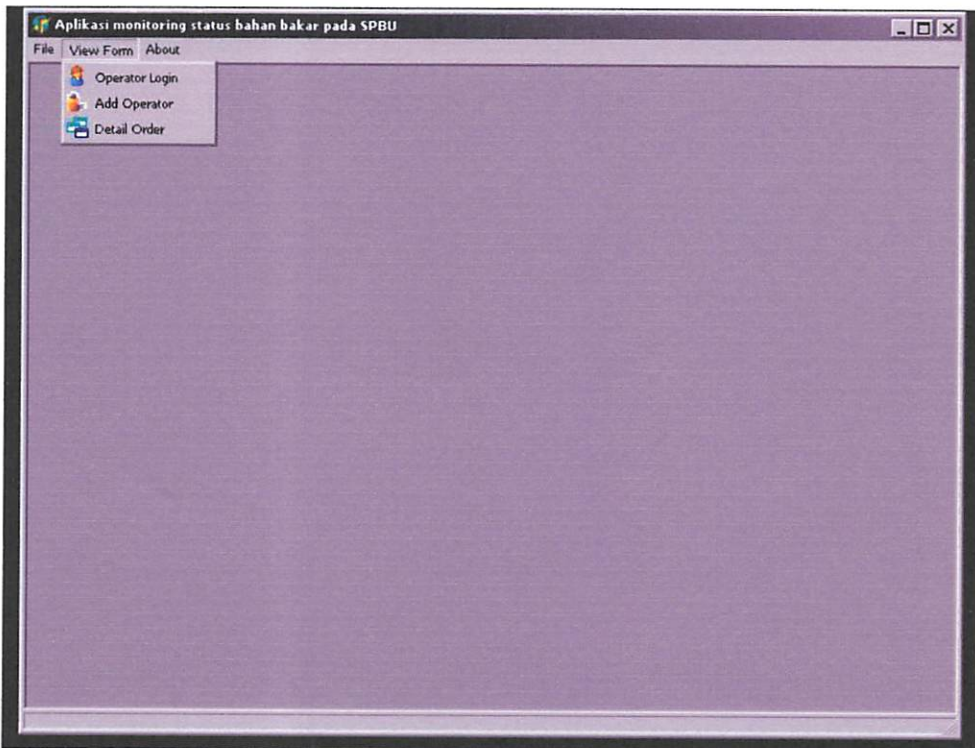 Aplikasi monitoring status bahan bakar pada SPBU
File View Form About
Operator Login
Add Operator
Detail Order